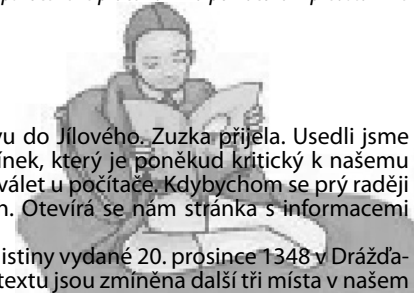 vu do Jílového. Zuzka přijela. Usedli jsme
ínek, který je poněkud kritický k našemu
válet u počítače. Kdybychom se prý raději
h. Otevírá se nám stránka s informacemi
listiny vydané 20. prosince 1348 v Drážďa-
textu jsou zmíněna další tři místa v našem